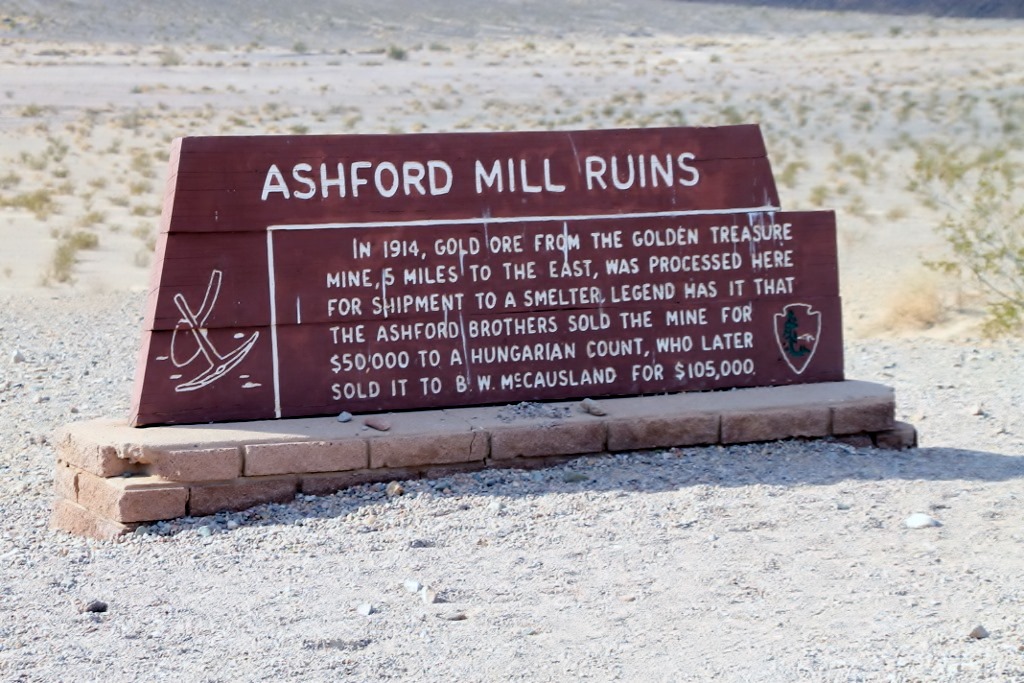 ASHFORD MILL RUINS
IN 1914, GOLD ORE FROM THE GOLDEN TREASURE
MINE, 5 MILES TO THE EAST, WAS PROCESSED HERE
FOR SHIPMENT TO A SMELTER. LEGEND HAS IT THAT
THE ASHFORD BROTHERS SOLD THE MINE FOR
$50,000 TO A HUNGARIAN COUNT, WHO LATER
SOLD IT TO B. W. MCCAUSLAND FOR $105,000.